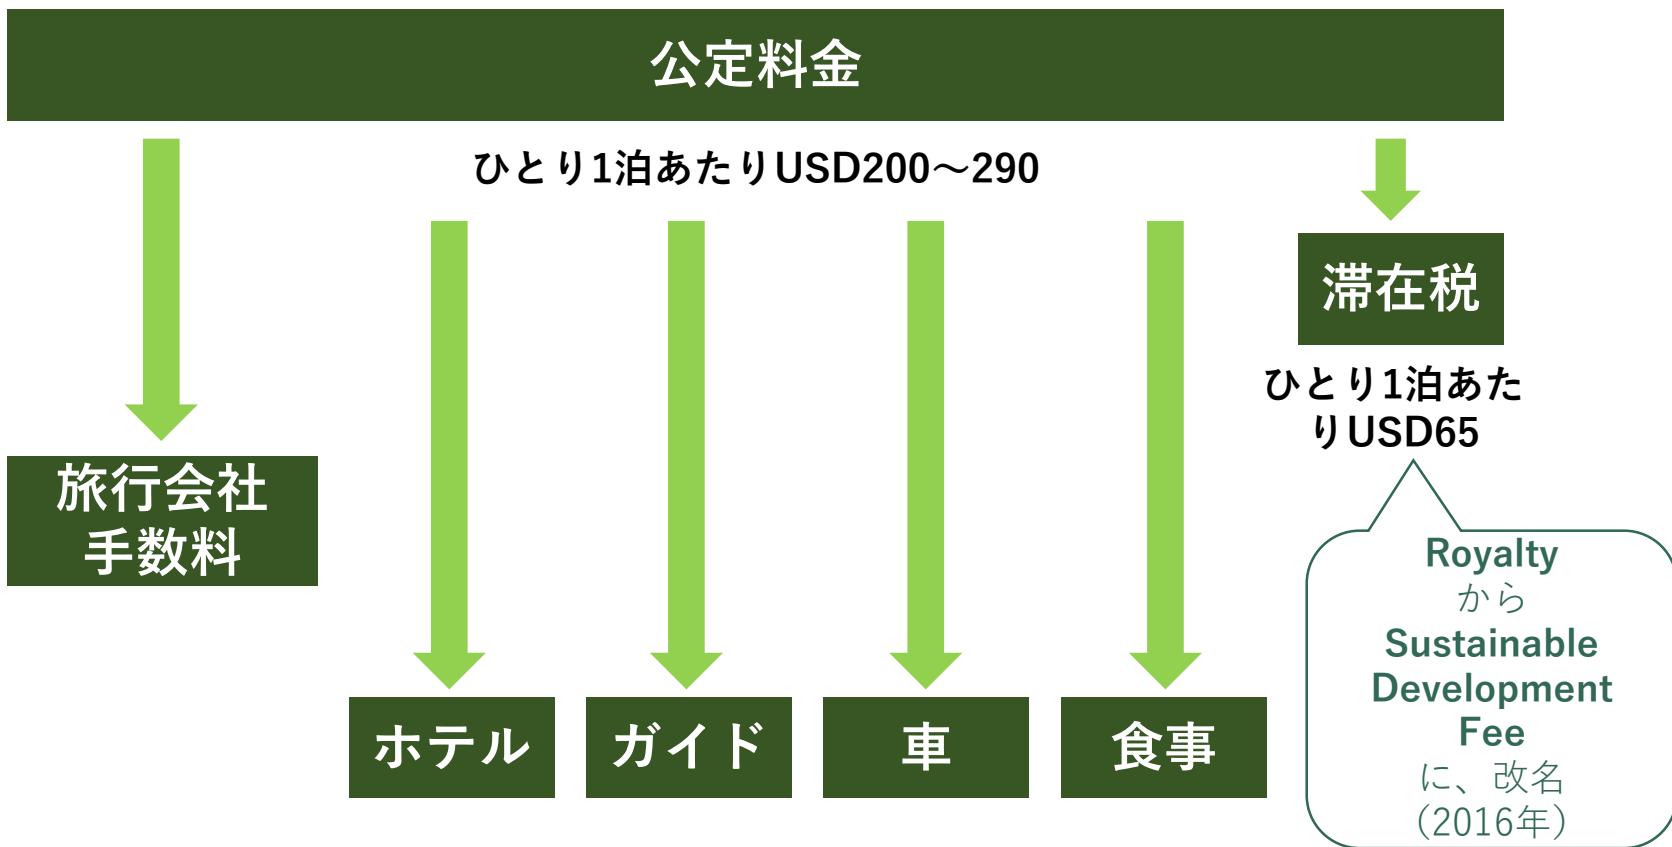 公定料金
ひとり1泊あたりUSD200～290
滞在税
ひとり1泊あた
りUSD65
旅行会社
手数料
ホテル
ガイド
車
食事
Royalty
から
Sustainable
Development
Fee
に、改名
（2016年）